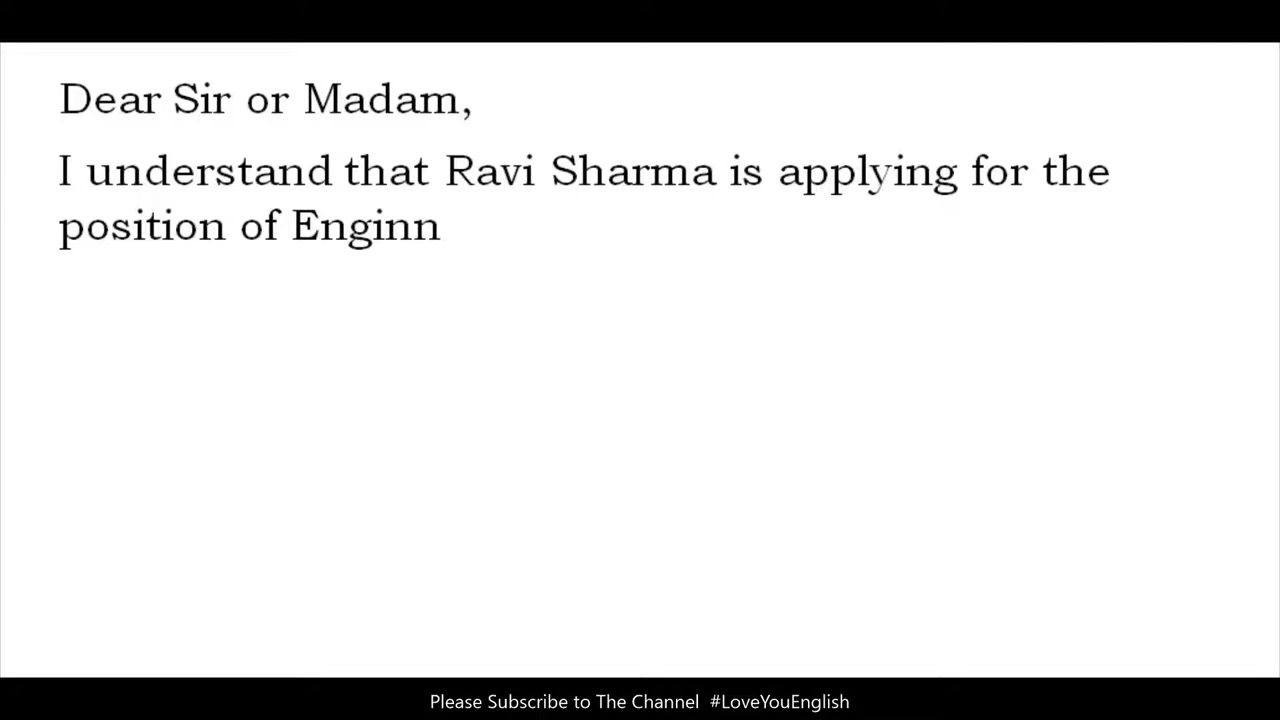 Dear Sir or Madam,
I understand that Ravi Sharma is applying for the
position of Enginn
Please Subscribe to The Channel #LoveYouEnglish